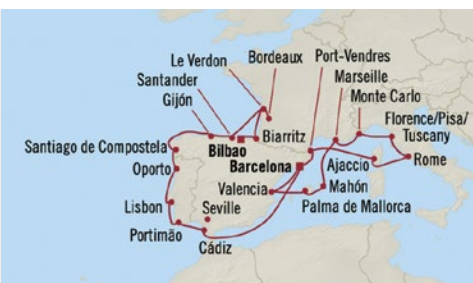 Le Verdon
Bordeaux
Port-Vendres
Santander
Marseille
Gijón
Monte Carlo
Florence/Pisa/
Tuscany
Santiago de Compostela
Bilbao
Biarritz
Barcelona
Ajaccio
Rome
Oporto
Valencia
Mahón
Lisbon
Seville
Palma de Mallorca
Portimão
Cádiz